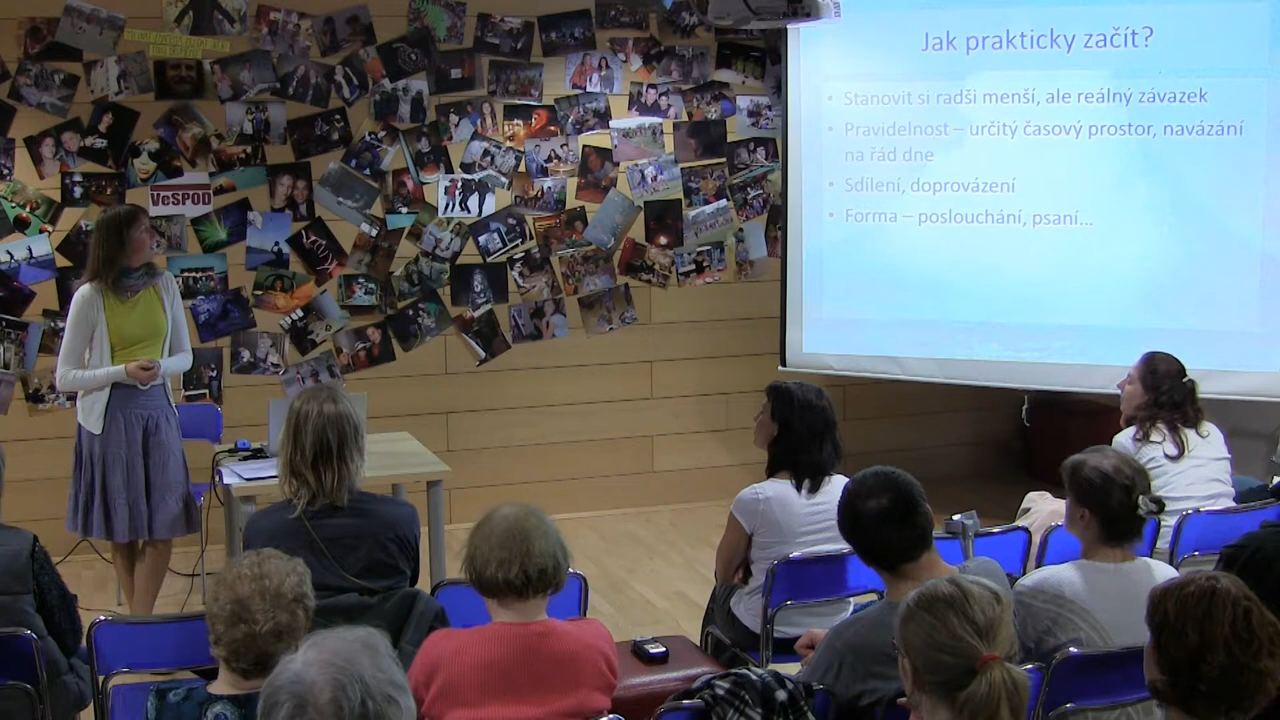 VeSPOD
Jak prakticky začít?
• Stanovit si radši menší, ale reálný závazek
• Pravidelnost – určitý časový prostor, navázání
na řád dne
• Sdílení, doprovázení
• Forma – poslouchání, psaní...